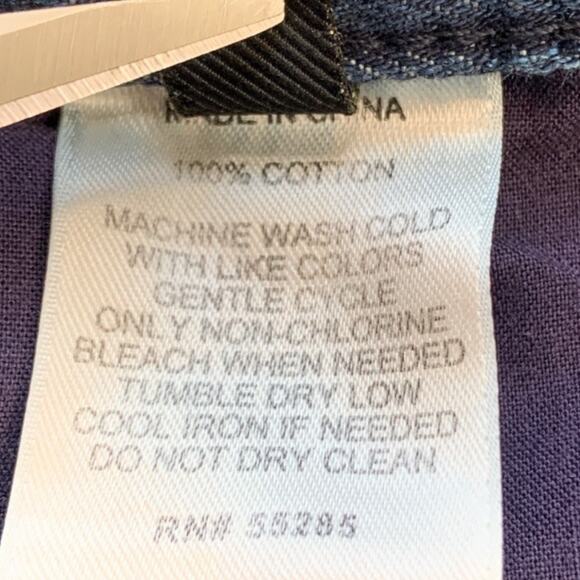 MADE IN CHINA
100% COTTON
MACHINE WASH COLD
WITH LIKE COLORS
GENTLE CYCLE
ONLY NON-CHLORINE
BLEACH WHEN NEEDED
TUMBLE DRY LOW
COOL IRON IF NEEDED
DO NOT DRY CLEAN
RN# 55285